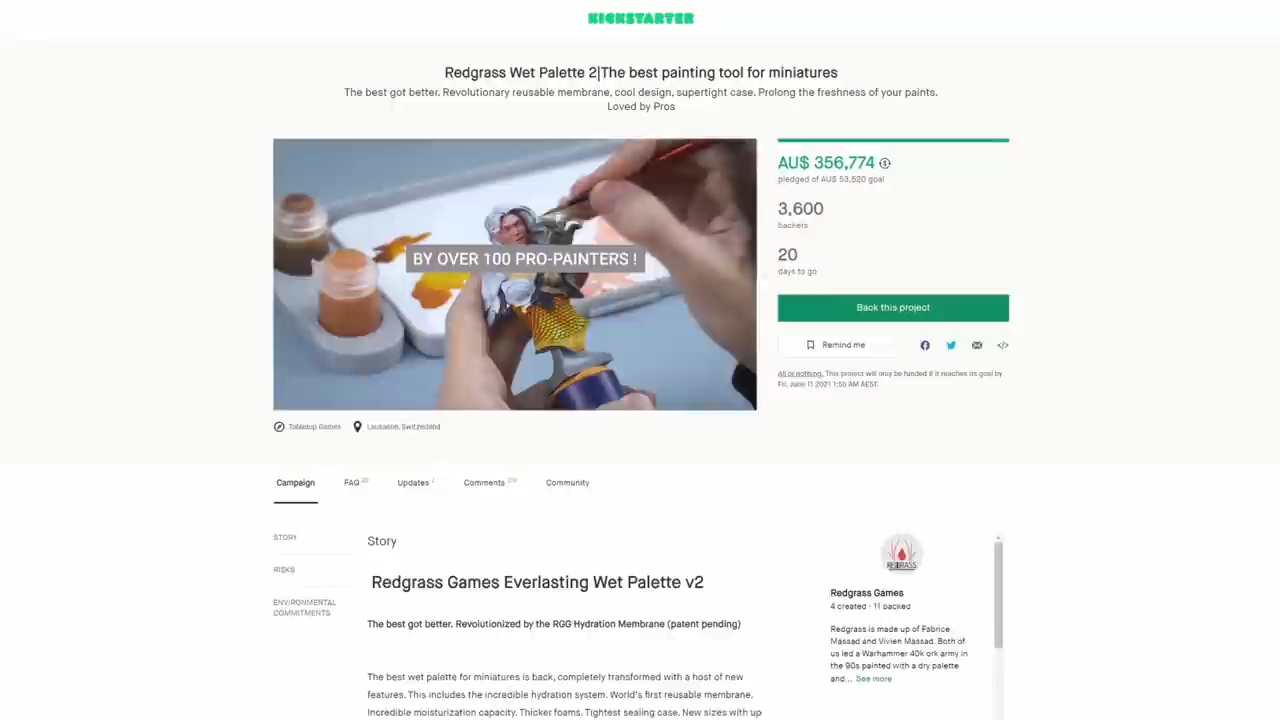 KICKSTARTER
Redgrass Wet Palette 2|The best painting tool for miniatures
The best got better. Revolutionary reusable membrane, cool design, supertight case. Prolong the freshness of your paints.
Loved by Pros
BY OVER 100 PRO-PAINTERS !
AU$ 356,774
pledged of AU$ 53,520 goal
3,600
backers
20
days to go
Back this project
Remind me
All or nothing. This project will only be funded if it reaches its goal by
Fri, June 11 2021 1:55 AM AEST.
Tabletop Games
Lausanne, Switzerland
Campaign
FAQ
Updates
Comments
Community
STORY
RISKS
ENVIRONMENTAL
COMMITMENTS
Story
Redgrass Games Everlasting Wet Palette v2
The best got better. Revolutionized by the RGG Hydration Membrane (patent pending)
The best wet palette for miniatures is back, completely transformed with a host of new
features. This includes the incredible hydration system. World's first reusable membrane.
Incredible moisturization capacity. Thicker foams. Tightest sealing case. New sizes with up
REDGRASS
Redgrass Games
4 created · 11 backed
Redgrass is made up of Fabrice
Massad and Vivien Massad. Both of
us led a Warhammer 40k ork army in
the 90s painted with a dry palette
and... See more